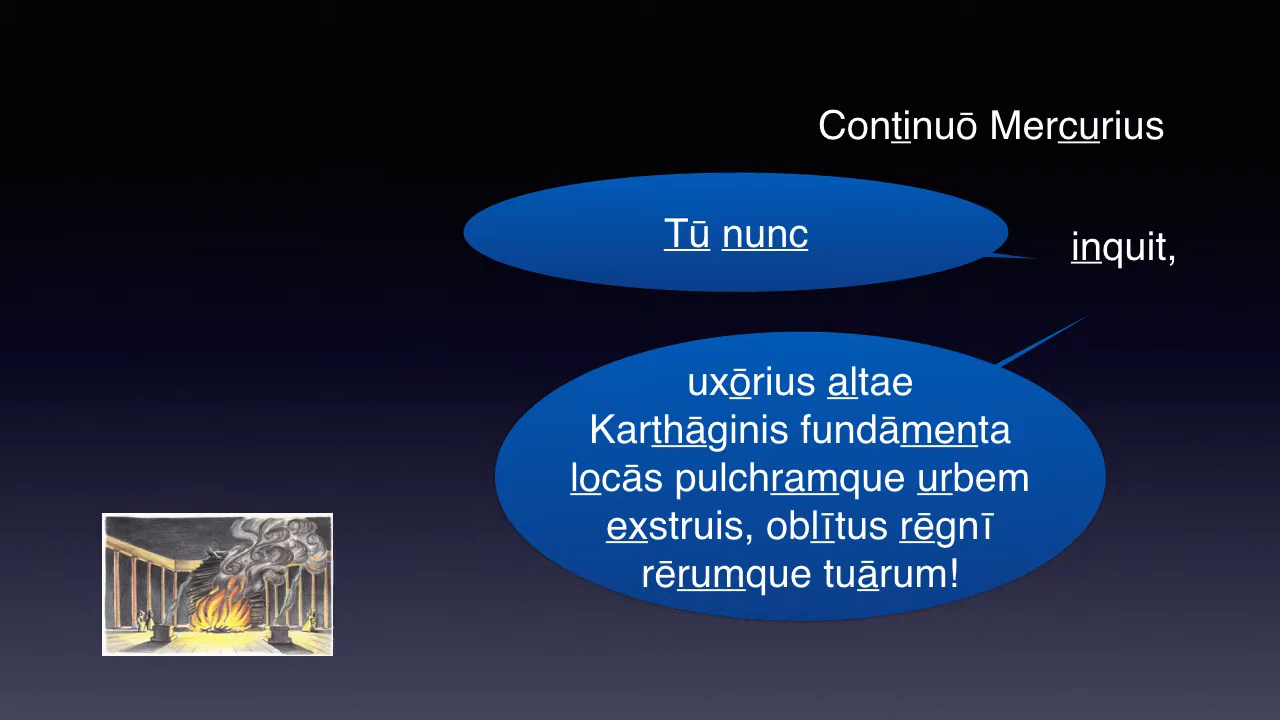 Continuō Mercurius
Tū nunc
inquit,
uxōrius altae
Karthāginis fundāmenta
locās pulchramque urbem
exstruis, oblītus rēgnī
rērumque tuārum!